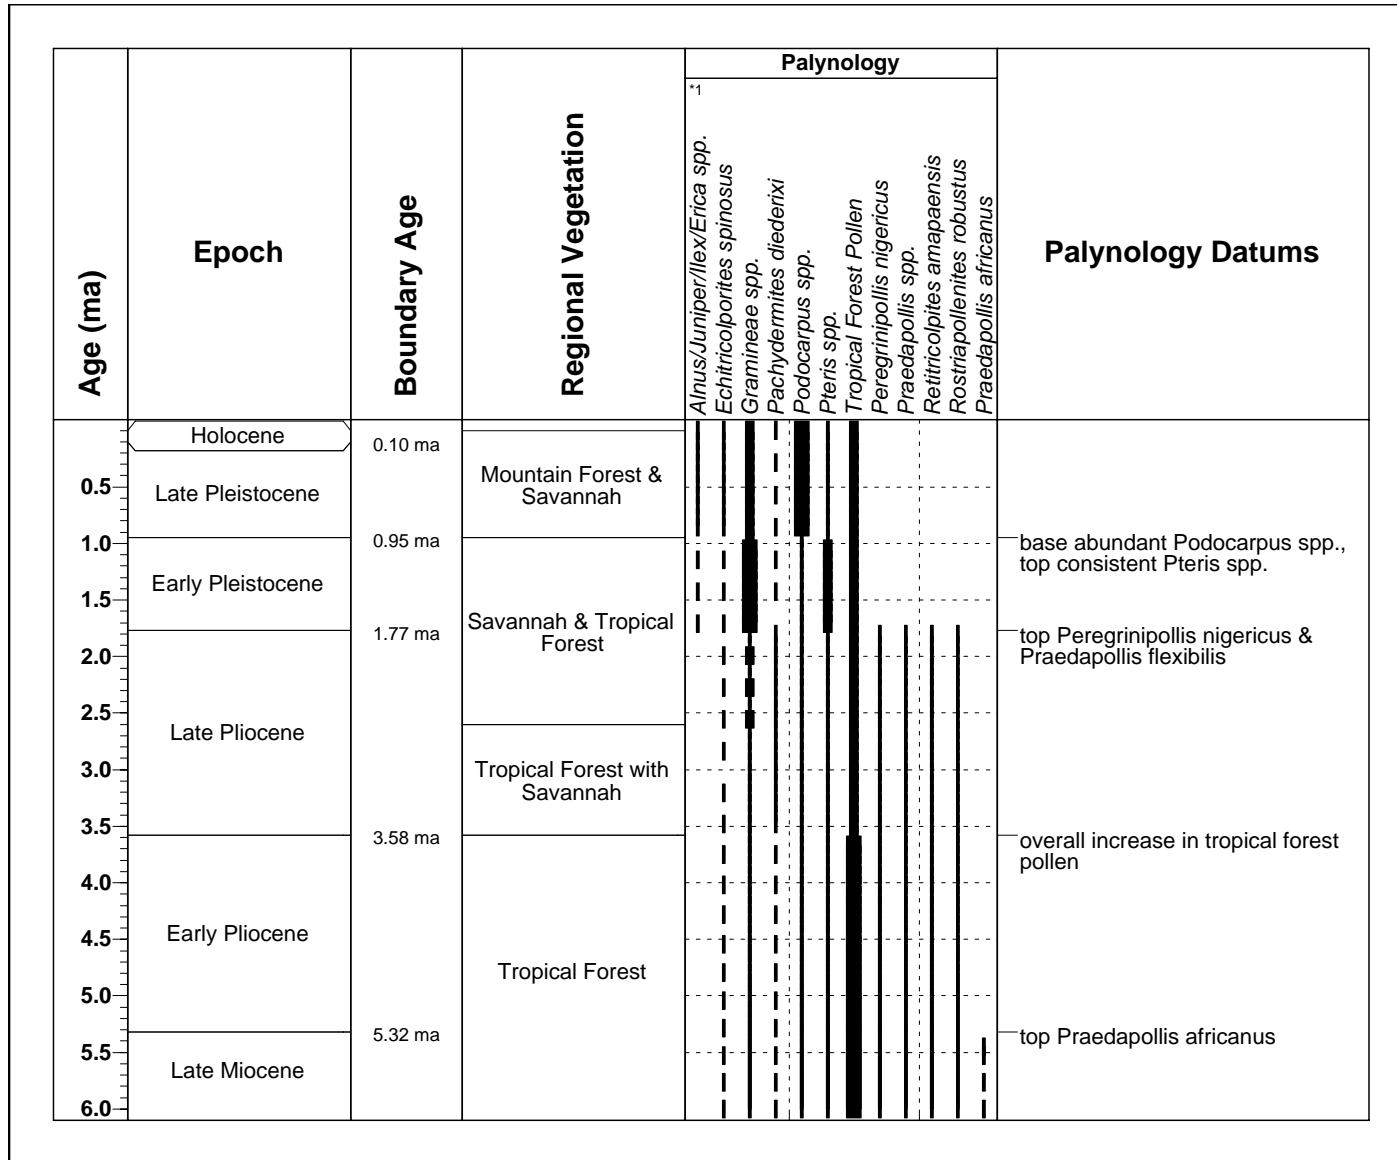 Palynology
*1
Age (ma)
Epoch
Boundary Age
Regional Vegetation
Alnus/Juniper/Ilex/Erica spp.
Echitricolporites spinosus
Gramineae spp.
Pachydermites diederixi
Podocarpus spp.
Pteris spp.
Tropical Forest Pollen
Peregrinipollis nigericus
Praedapollis spp.
Retitricolpites amapaensis
Rostriapollenites robustus
Praedapollis africanus
Palynology Datums
Holocene
0.10 ma
Mountain Forest &
Savannah
0.5
Late Pleistocene
1.0
0.95 ma
base abundant Podocarpus spp.,
top consistent Pteris spp.
Early Pleistocene
1.5
Savannah & Tropical
Forest
1.77 ma
top Peregrinipollis nigericus &
Praedapollis flexibilis
2.0
2.5
Late Pliocene
3.0
Tropical Forest with
Savannah
3.5
3.58 ma
overall increase in tropical forest
pollen
4.0
4.5
Early Pliocene
Tropical Forest
5.0
5.32 ma
top Praedapollis africanus
5.5
Late Miocene
6.0